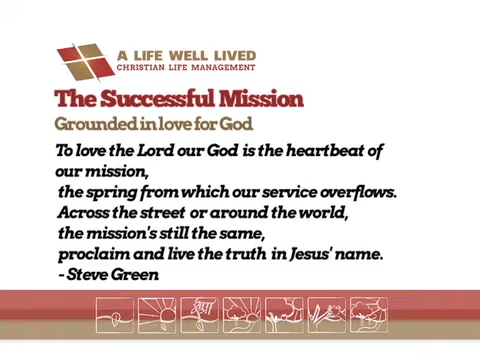 A LIFE WELL LIVED
CHRISTIAN LIFE MANAGEMENT
The Successful Mission
Grounded in love for God
To love the Lord our God is the heartbeat of
our mission,
the spring from which our service overflows.
Across the street or around the world,
the mission's still the same,
proclaim and live the truth in Jesus' name.
- Steve Green